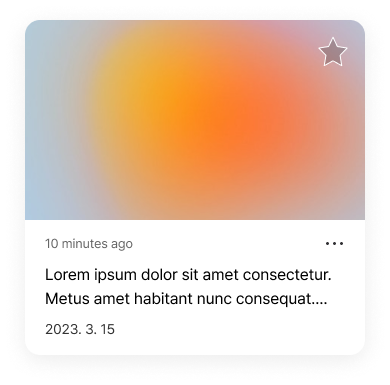 10 minutes ago
Lorem ipsum dolor sit amet consectetur.
Metus amet habitant nunc consequat....
2023. 3. 15